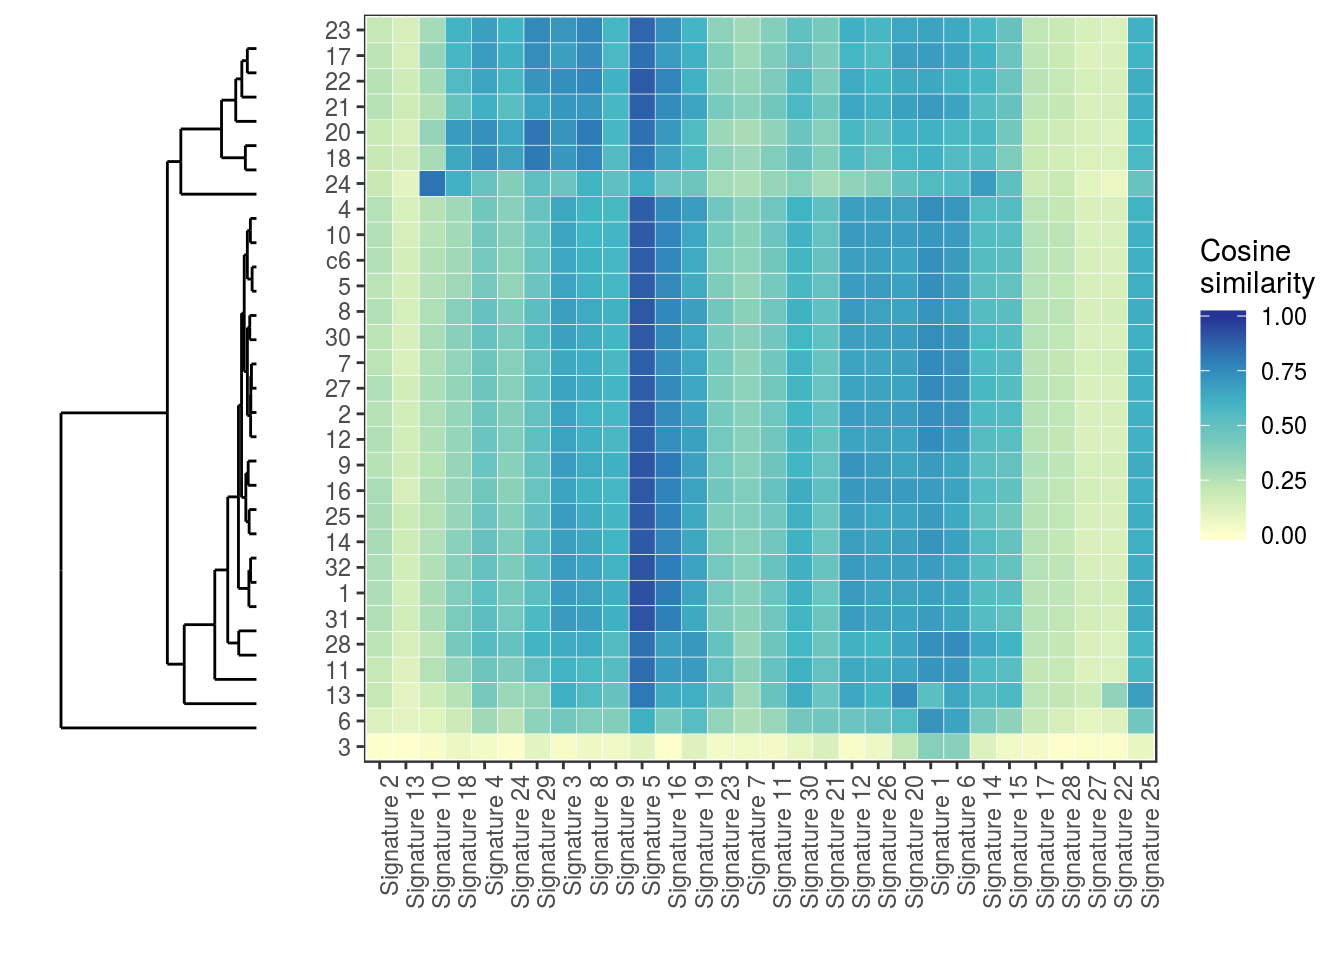 23
17
22
21
20
18
24
4
10
c6
5
8
30
7
27
2
12
9
16
25
14
32
1
31
28
11
13
6
3
Signature 2
Signature 13
Signature 10
Signature 18
Signature 4
Signature 24
Signature 29
Signature 3
Signature 8
Signature 9
Signature 5
Signature 16
Signature 19
Signature 23
Signature 7
Signature 11
Signature 30
Signature 21
Signature 12
Signature 26
Signature 20
Signature 1
Signature 6
Signature 14
Signature 15
Signature 17
Signature 28
Signature 27
Signature 22
Signature 25
Cosine
similarity
1.00
0.75
0.50
0.25
0.00